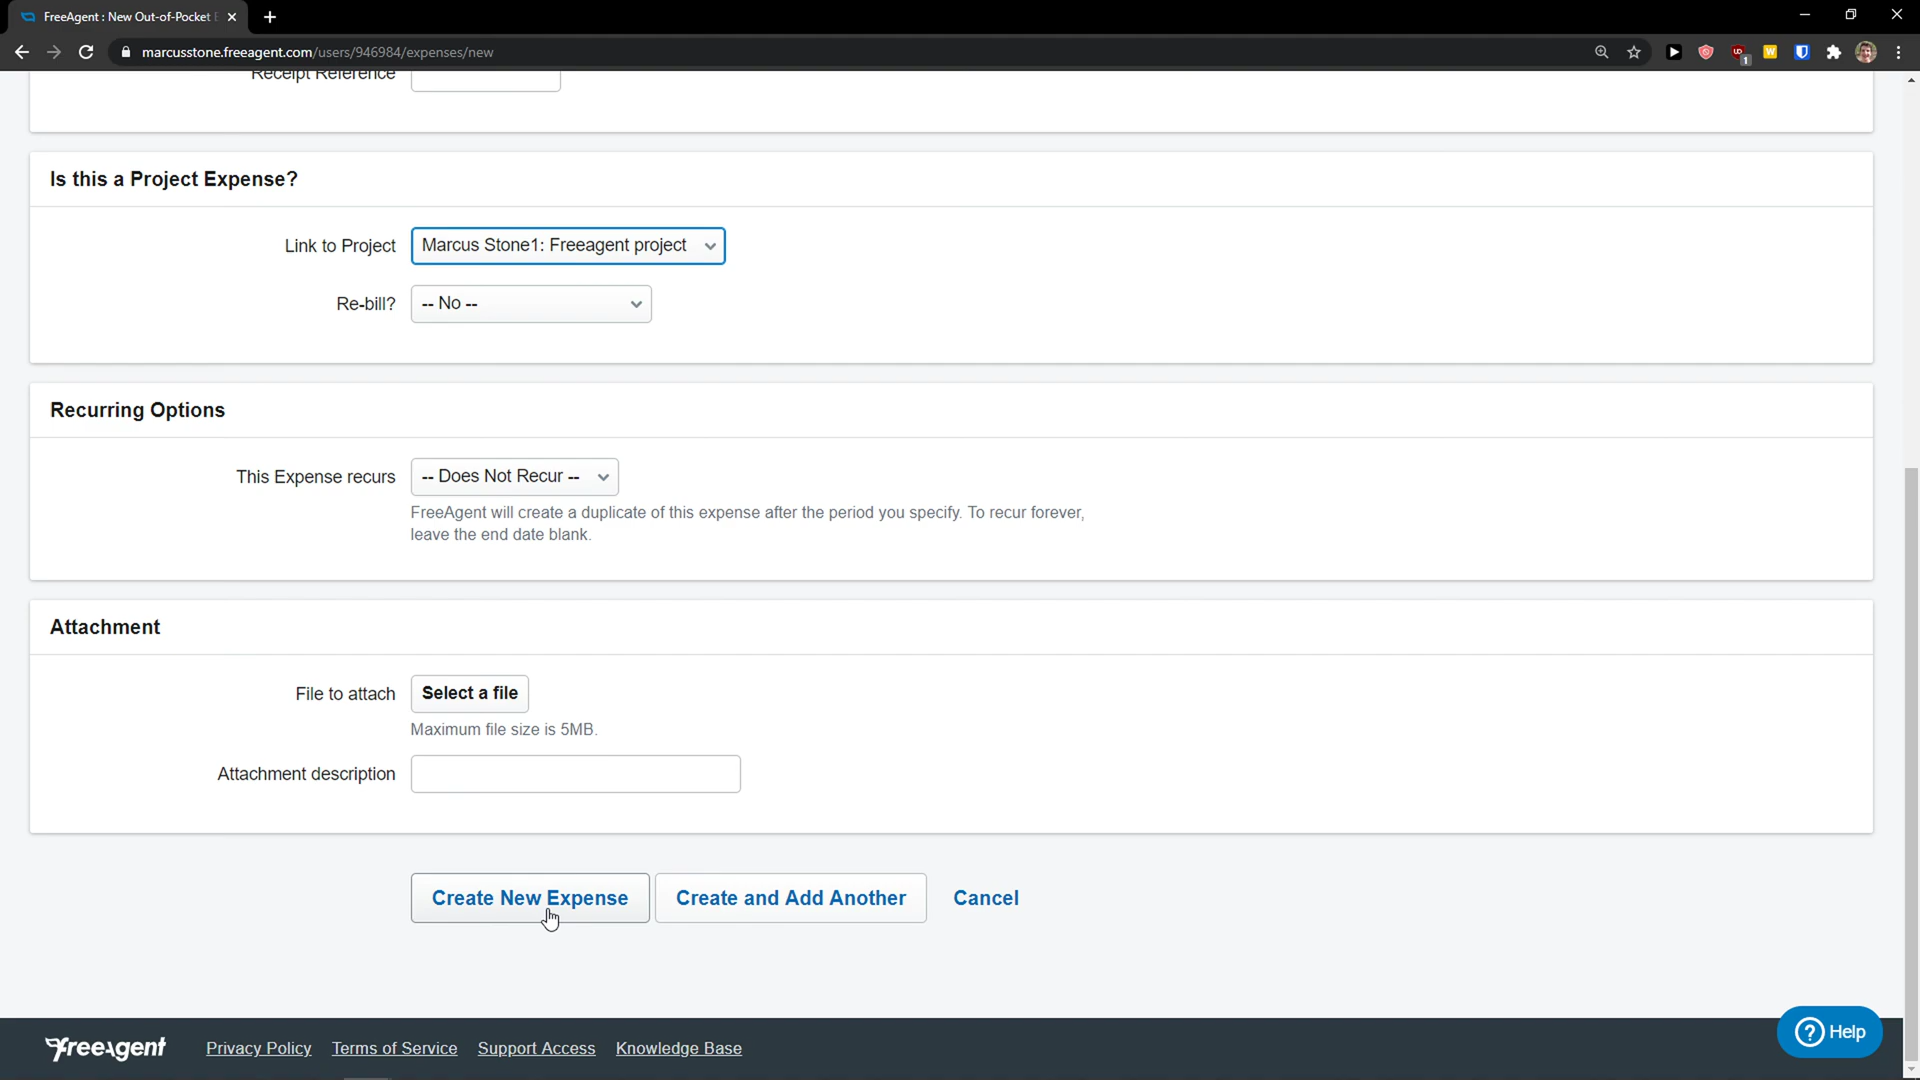 FreeAgent : New Out-of-Pocket E
marcusstone.freeagent.com/users/946984/expenses/new
Receipt Reference
Is this a Project Expense?
Link to Project Marcus Stone1: Freeagent project
Re-bill? -- No --
Recurring Options
This Expense recurs -- Does Not Recur --
FreeAgent will create a duplicate of this expense after the period you specify. To recur forever,
leave the end date blank.
Attachment
File to attach Select a file
Maximum file size is 5MB.
Attachment description
Create New Expense Create and Add Another Cancel
FreeAgent Privacy Policy Terms of Service Support Access Knowledge Base
? Help